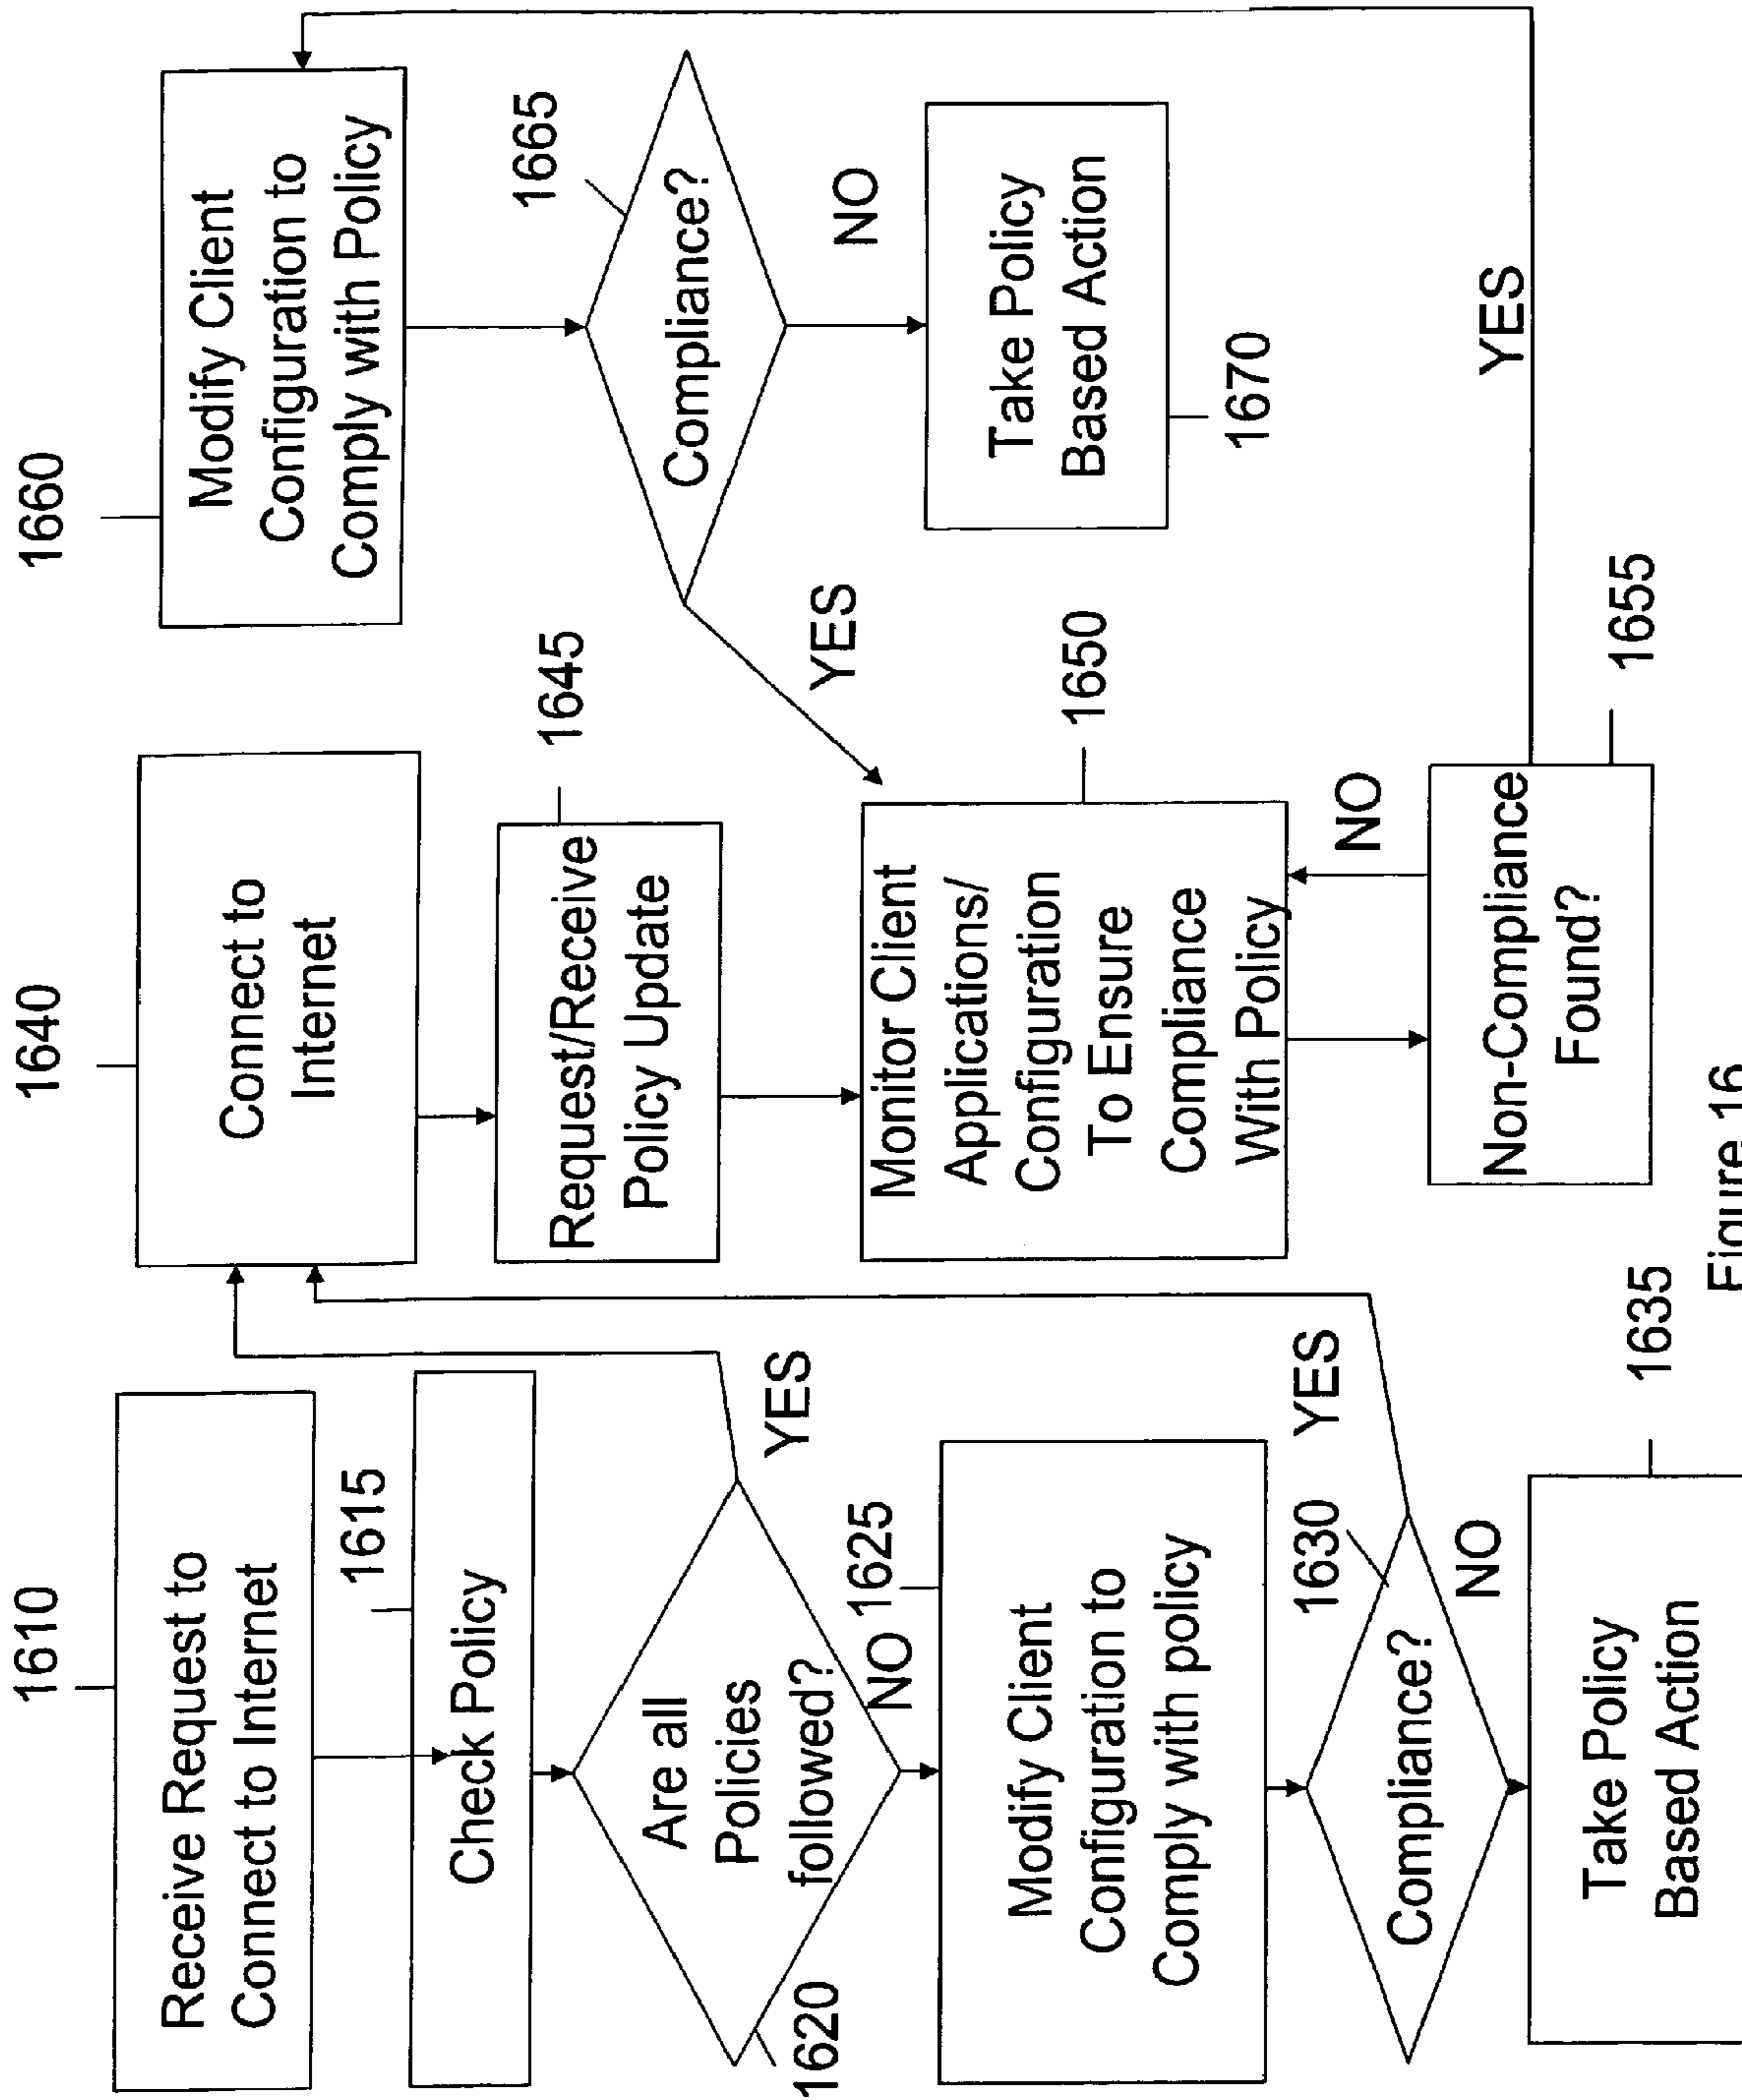 1610
Receive Request to
Connect to Internet
1615
Check Policy
Are all
Policies
followed?
1620
YES
NO
1625
Modify Client
Configuration to
Comply with policy
1630
Compliance?
YES
NO
Take Policy
Based Action
1635
1640
Connect to
Internet
1645
Request/Receive
Policy Update
1650
Monitor Client
Applications/
Configuration
To Ensure
Compliance
With Policy
NO
Non-Compliance
Found?
1655
YES
1660
Modify Client
Configuration to
Comply with Policy
1665
Compliance?
YES
NO
Take Policy
Based Action
1670
Figure 16